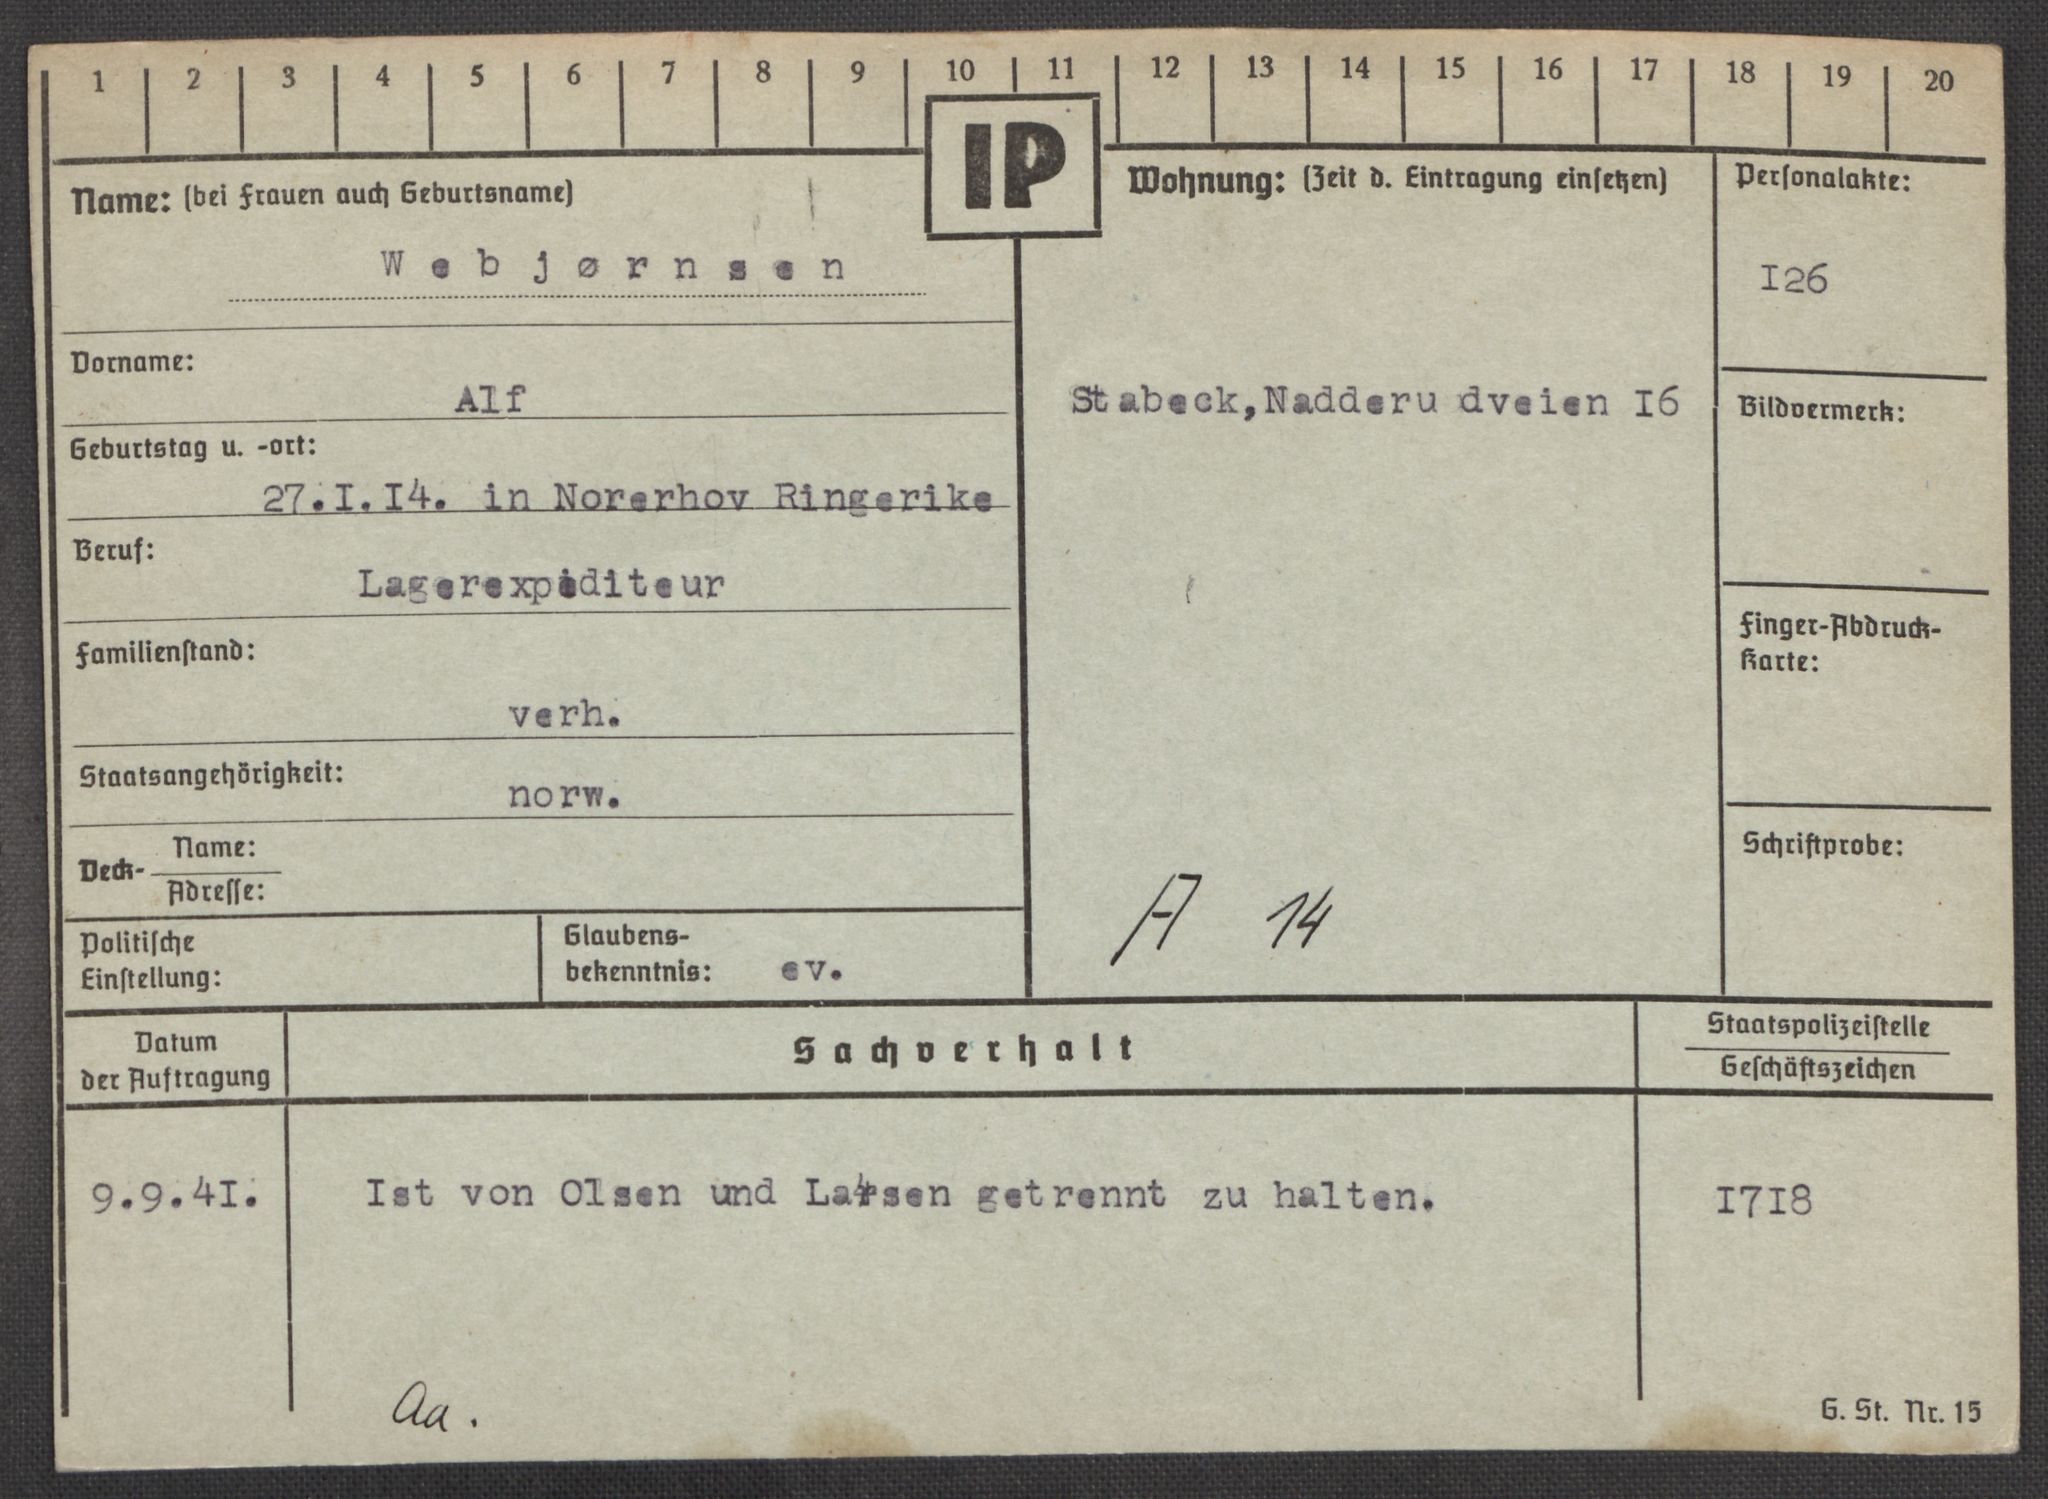 1 2 3 4 5 6 7 8 9 10 11 12 13 14 15 16 17 18 19 20
IP
Name: (bei Frauen auch Geburtsname)
Webjørnsen
Vorname:
Alf
Geburtstag u. -ort:
27.I.I4. in Norerhov Ringerike
Beruf:
Lagerexpediteur
Familienstand:
verh.
Staatsangehörigkeit:
norw.
Deck- Name:
Adresse:
Politische
Einstellung:
Glaubens-
bekenntnis: ev.
Wohnung: (Zeit d. Eintragung einsetzen)
Stabeck,Nadderu dveien I6
A 14
Personalakte:
I26
Bildvermerk:
Finger-Abdruck-
Karte:
Schriftprobe:
Datum
der Auftragung
Sachverhalt
Staatspolizeistelle
Geschäftszeichen
9.9.4I. Ist von Olsen und Larsen getrennt zu halten. I7I8
Aa.
G. St. Nr. 15